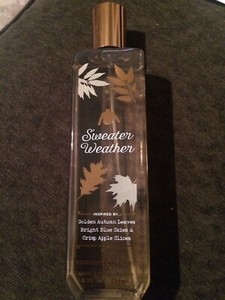 Sweater
Weather
INSPIRED BY...
Golden Autumn Leaves
Bright Blue Skies &
Crisp Apple Slices